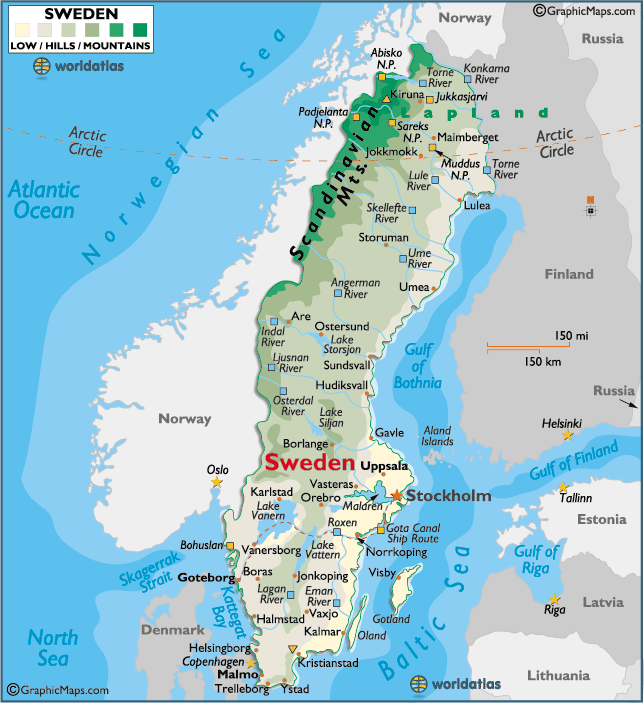 SWEDEN
LOW / HILLS / MOUNTAINS
worldatlas
©GraphicMaps.com
Norway
Russia
Abisko
N.P.
Torne
River
Konkama
River
Kiruna
Jukkasjarvi
Padjelanta
N.P.
Lapland
Sareks
N.P.
Maimberget
Arctic
Circle
Arctic
Circle
Jokkmokk
Muddus
N.P.
Torne
River
Norwegian Sea
Scandinavian
Mts.
Lule
River
Lulea
Atlantic
Ocean
Skellefte
River
Storuman
Ume
River
Finland
Umea
Angerman
River
Are
Ostersund
Indal
River
Lake
Storsjon
150 mi
150 km
Ljusnan
River
Sundsvall
Gulf
of
Bothnia
Hudiksvall
Osterdal
River
Russia
Norway
Lake
Siljan
Gavle
Aland
Islands
Helsinki
Borlange
Gulf of Finland
Oslo
Sweden
Uppsala
Vasteras
Karlstad
Orebro
Malaren
Stockholm
Tallinn
Lake
Vanern
Roxen
Gota Canal
Ship Route
Estonia
Bohuslan
Vanersborg
Lake
Vattern
Norrkoping
Skagerrak
Strait
Goteborg
Boras
Jonkoping
Visby
Gulf of
Riga
Kattegat
Bay
Lagan
River
Eman
River
Gotland
Riga
Latvia
Halmstad
Vaxjo
North
Sea
Denmark
Kalmar
Oland
Baltic Sea
Helsingborg
Copenhagen
Kristianstad
Malmo
Lithuania
Trelleborg
Ystad
©GraphicMaps.com
worldatlas